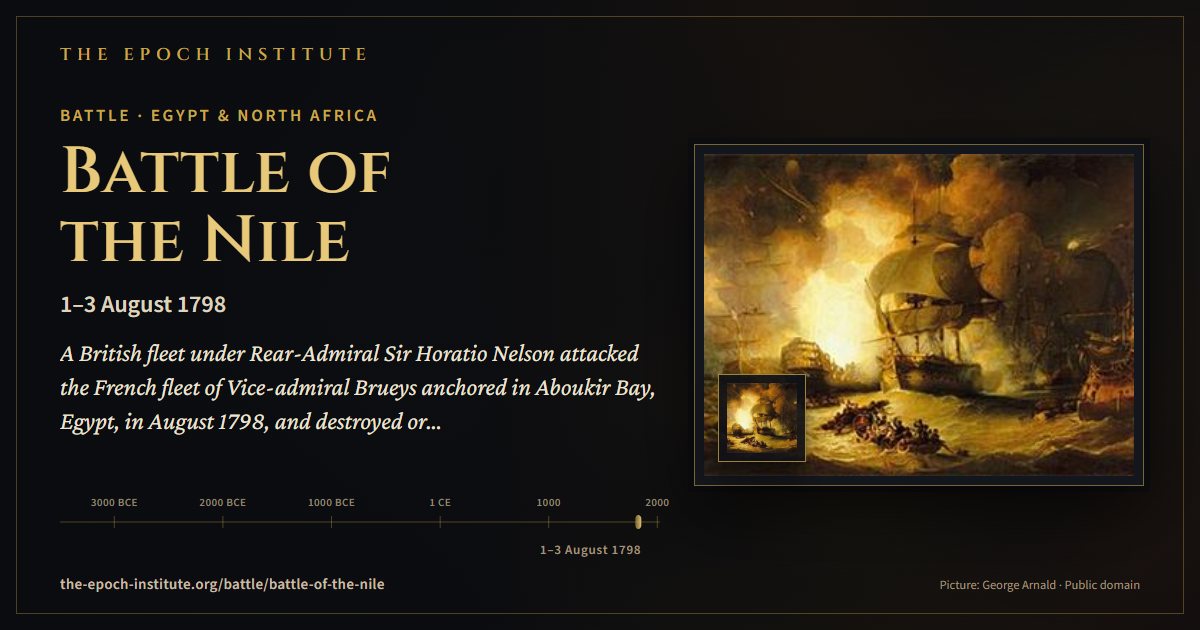 THE EPOCH INSTITUTE
BATTLE · EGYPT & NORTH AFRICA
BATTLE OF
THE NILE
1–3 August 1798
A British fleet under Rear-Admiral Sir Horatio Nelson attacked
the French fleet of Vice-admiral Brueys anchored in Aboukir Bay,
Egypt, in August 1798, and destroyed or...
3000 BCE 2000 BCE 1000 BCE 1 CE 1000 2000
1–3 August 1798
the-epoch-institute.org/battle/battle-of-the-nile
Picture: George Arnald · Public domain